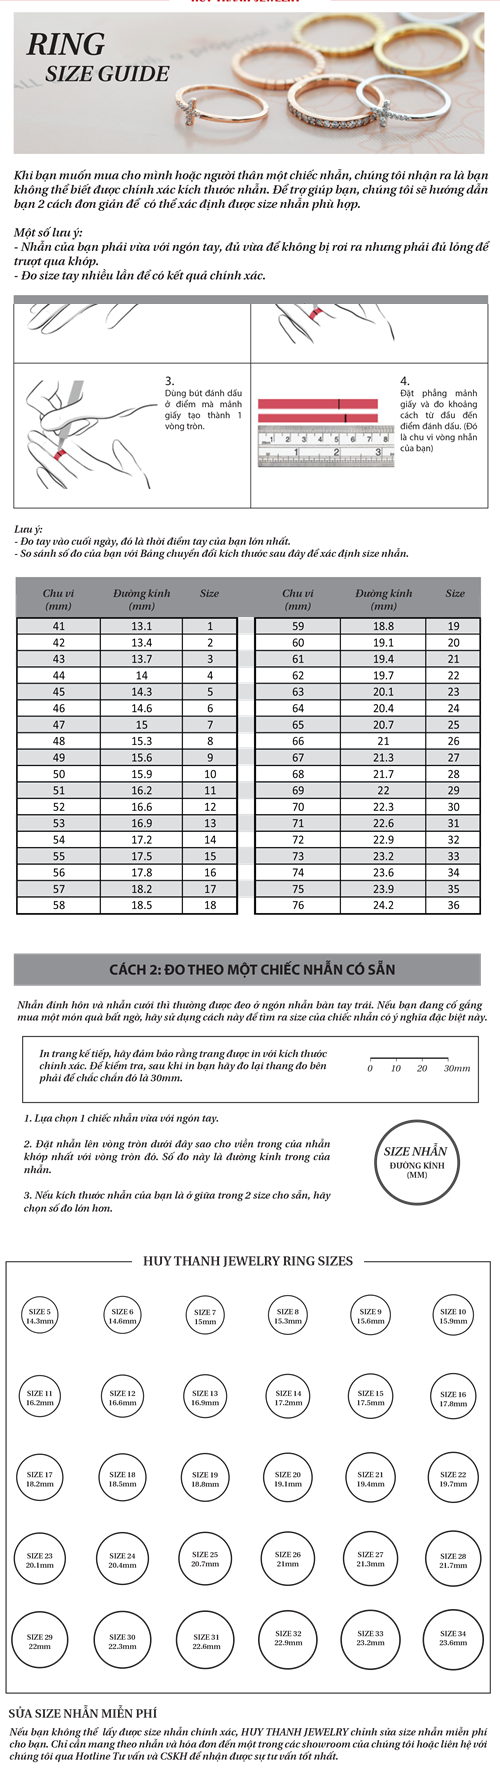 HUY THANH JEWELRY
RING
SIZE GUIDE
Khi bạn muốn mua cho mình hoặc người thân một chiếc nhẫn, chúng tôi nhận ra là bạn
không thể biết được chính xác kích thước nhẫn. Để trợ giúp bạn, chúng tôi sẽ hướng dẫn
bạn 2 cách đơn giản để có thể xác định được size nhẫn phù hợp.
Một số lưu ý:
- Nhẫn của bạn phải vừa với ngón tay, đủ vừa để không bị rơi ra nhưng phải đủ lỏng để
trượt qua khớp.
- Đo size tay nhiều lần để có kết quả chính xác.
3.
Dùng bút đánh dấu
ở điểm mà mảnh
giấy tạo thành 1
vòng tròn.
4.
Đặt phẳng mảnh
giấy và đo khoảng
cách từ đầu đến
điểm đánh dấu. (Đó
là chu vi vòng nhẫn
của bạn)
1 2 3 4 5 6 7 8
1 2 3
Lưu ý:
- Đo tay vào cuối ngày, đó là thời điểm tay của bạn lớn nhất.
- So sánh số đo của bạn với Bảng chuyển đổi kích thước sau đây để xác định size nhẫn.
Chu vi Đường kính Size Chu vi Đường kính Size
(mm) (mm) (mm) (mm)
41 13.1 1 59 18.8 19
42 13.4 2 60 19.1 20
43 13.7 3 61 19.4 21
44 14 4 62 19.7 22
45 14.3 5 63 20.1 23
46 14.6 6 64 20.4 24
47 15 7 65 20.7 25
48 15.3 8 66 21 26
49 15.6 9 67 21.3 27
50 15.9 10 68 21.7 28
51 16.2 11 69 22 29
52 16.6 12 70 22.3 30
53 16.9 13 71 22.6 31
54 17.2 14 72 22.9 32
55 17.5 15 73 23.2 33
56 17.8 16 74 23.6 34
57 18.2 17 75 23.9 35
58 18.5 18 76 24.2 36
CÁCH 2: ĐO THEO MỘT CHIẾC NHẪN CÓ SẴN
Nhẫn đính hôn và nhẫn cưới thì thường được đeo ở ngón nhẫn bàn tay trái. Nếu bạn đang cố gắng
mua một món quà bất ngờ, hãy sử dụng cách này để tìm ra size của chiếc nhẫn có ý nghĩa đặc biệt này.
In trang kế tiếp, hãy đảm bảo rằng trang được in với kích thước
chính xác. Để kiểm tra, sau khi in bạn hãy đo lại thang đo bên
phải để chắc chắn đó là 30mm.
0 10 20 30mm
1. Lựa chọn 1 chiếc nhẫn vừa với ngón tay.
2. Đặt nhẫn lên vòng tròn dưới đây sao cho viền trong của nhẫn
khớp nhất với vòng tròn đó. Số đo này là đường kính trong của
nhẫn.
3. Nếu kích thước nhẫn của bạn là ở giữa trong 2 size cho sẵn, hãy
chọn số đo lớn hơn.
SIZE NHẪN
ĐƯỜNG KÍNH
(MM)
HUY THANH JEWELRY RING SIZES
SIZE 5 SIZE 6 SIZE 7 SIZE 8 SIZE 9 SIZE 10
14.3mm 14.6mm 15mm 15.3mm 15.6mm 15.9mm
SIZE 11 SIZE 12 SIZE 13 SIZE 14 SIZE 15 SIZE 16
16.2mm 16.6mm 16.9mm 17.2mm 17.5mm 17.8mm
SIZE 17 SIZE 18 SIZE 19 SIZE 20 SIZE 21 SIZE 22
18.2mm 18.5mm 18.8mm 19.1mm 19.4mm 19.7mm
SIZE 23 SIZE 24 SIZE 25 SIZE 26 SIZE 27 SIZE 28
20.1mm 20.4mm 20.7mm 21mm 21.3mm 21.7mm
SIZE 29 SIZE 30 SIZE 31 SIZE 32 SIZE 33 SIZE 34
22mm 22.3mm 22.6mm 22.9mm 23.2mm 23.6mm
SỬA SIZE NHẪN MIỄN PHÍ
Nếu bạn không thể lấy được size nhẫn chính xác, HUY THANH JEWELRY chỉnh sửa size nhẫn miễn phí
cho bạn. Chỉ cần mang theo nhẫn và hóa đơn đến một trong các showroom của chúng tôi hoặc liên hệ với
chúng tôi qua Hotline Tư vấn và CSKH để nhận được sự tư vấn tốt nhất.